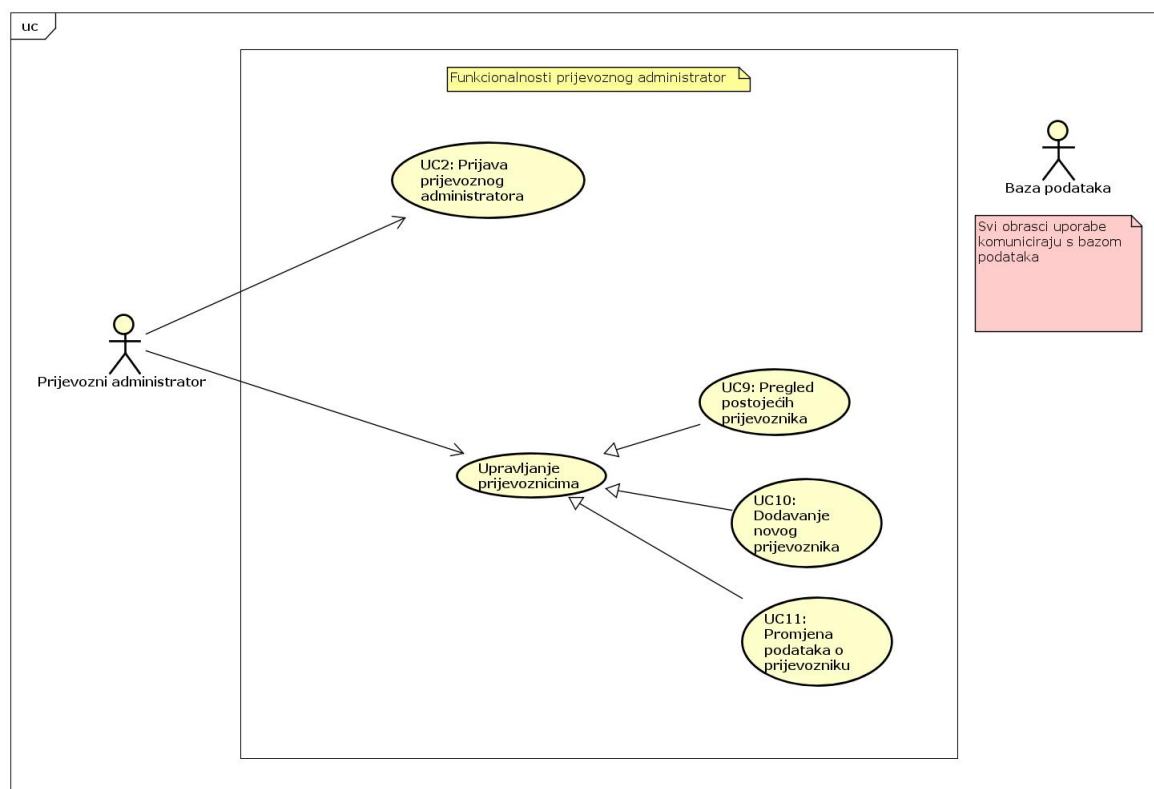 uc
Funkcionalnosti prijevoznog administrator
UC2: Prijava
prijevoznog
administratora
Baza podataka
Svi obrasci uporabe
komuniciraju s bazom
podataka
Prijevozni administrator
UC9: Pregled
postojećih
prijevoznika
Upravljanje
prijevoznicima
UC10:
Dodavanje
novog
prijevoznika
UC11:
Promjena
podataka o
prijevozniku